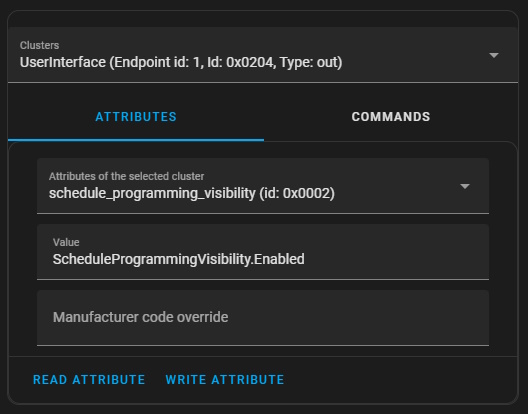 Clusters
UserInterface (Endpoint id: 1, Id: 0x0204, Type: out)
ATTRIBUTES
COMMANDS
Attributes of the selected cluster
schedule_programming_visibility (id: 0x0002)
Value
ScheduleProgrammingVisibility.Enabled
Manufacturer code override
READ ATTRIBUTE
WRITE ATTRIBUTE